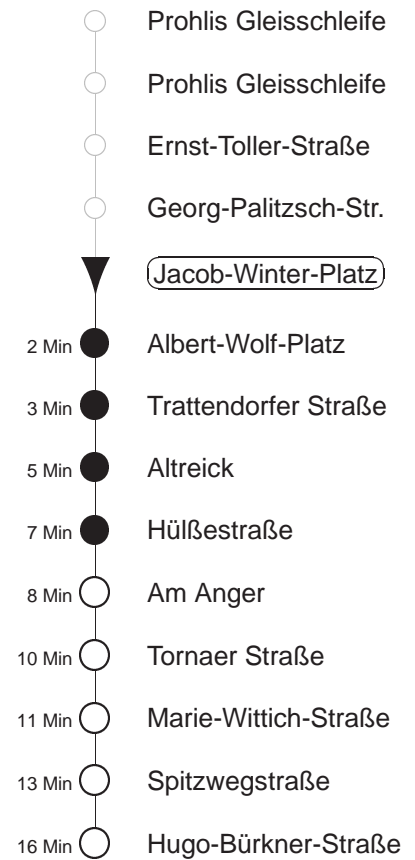 Prohlis Gleisschleife
Prohlis Gleisschleife
Ernst-Toller-Straße
Georg-Palitzsch-Str.
Jacob-Winter-Platz
2 Min Albert-Wolf-Platz
3 Min Trattendorfer Straße
5 Min Altreick
7 Min Hülßestraße
8 Min Am Anger
10 Min Tornaer Straße
11 Min Marie-Wittich-Straße
13 Min Spitzwegstraße
16 Min Hugo-Bürkner-Straße